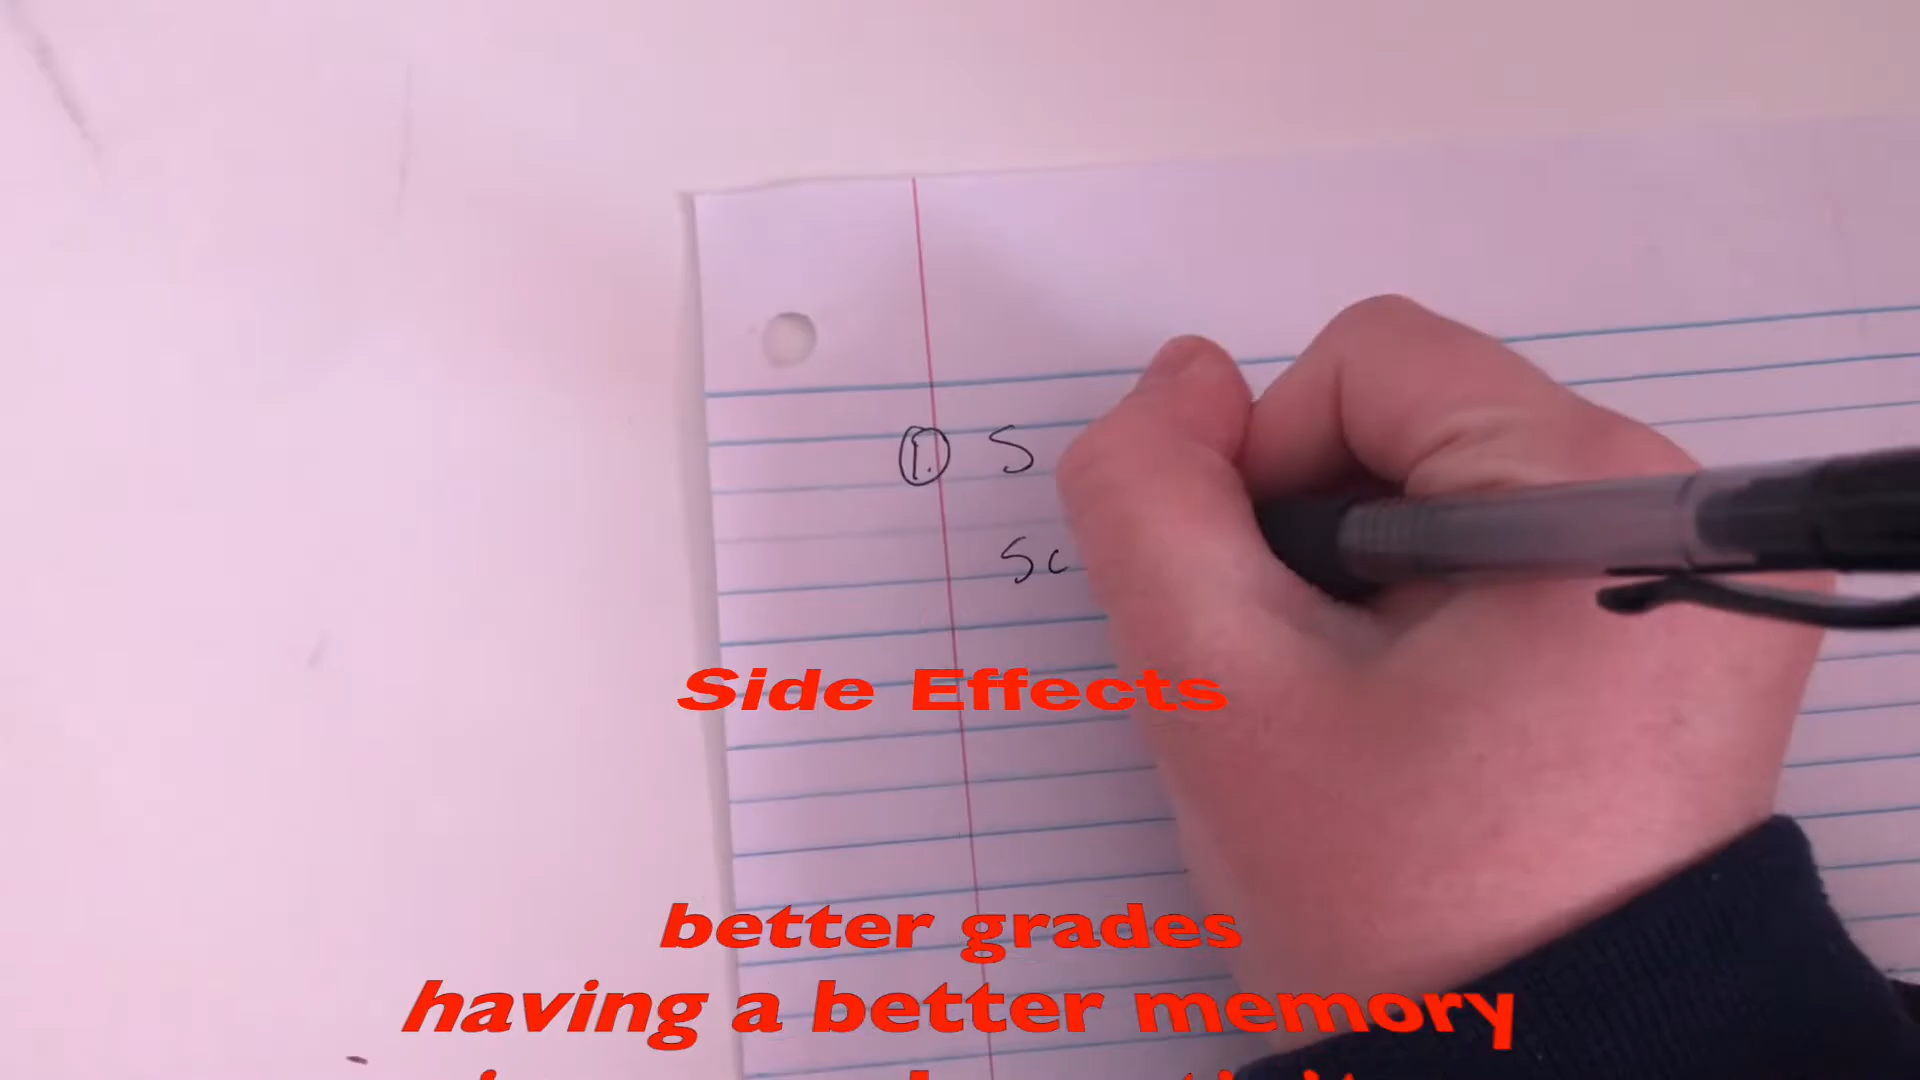 1. S
Sc
Side Effects
better grades
having a better memory